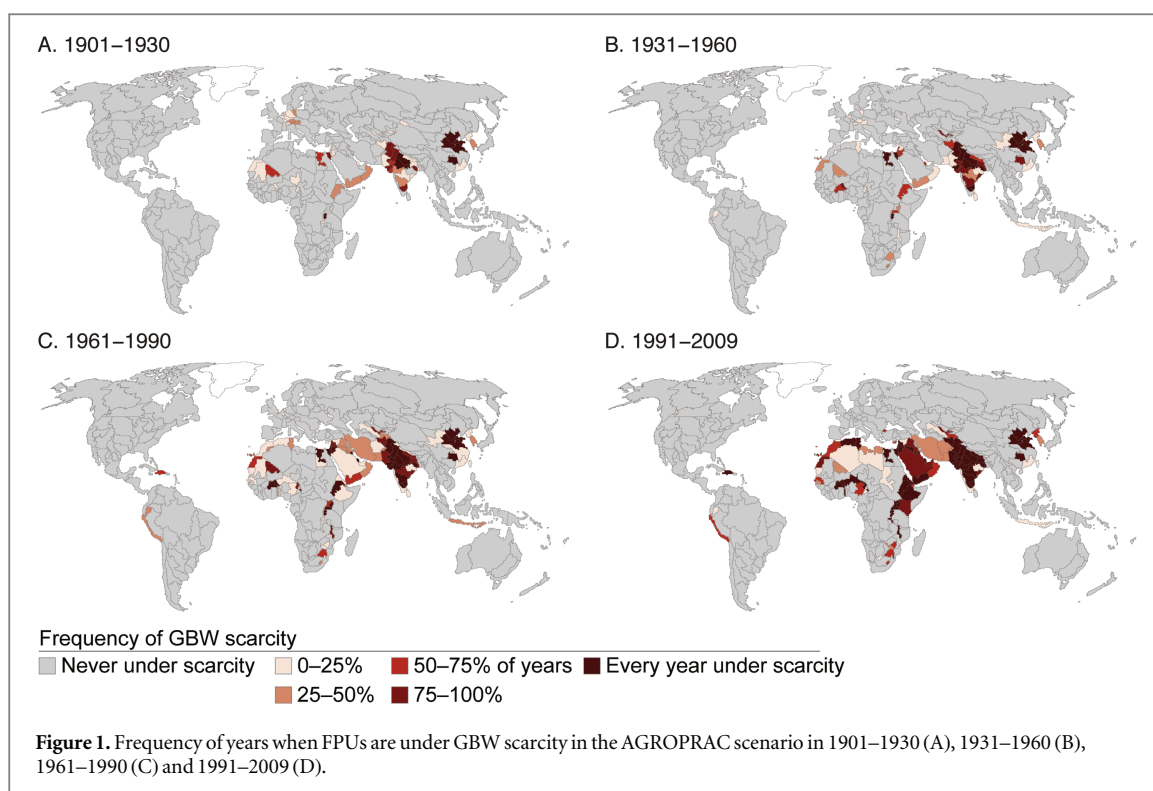 A. 1901–1930
B. 1931–1960
C. 1961–1990
D. 1991–2009
Frequency of GBW scarcity
Never under scarcity 0–25% 50–75% of years Every year under scarcity
25–50% 75–100%
Figure 1. Frequency of years when FPUs are under GBW scarcity in the AGROPRAC scenario in 1901–1930 (A), 1931–1960 (B),
1961–1990 (C) and 1991–2009 (D).